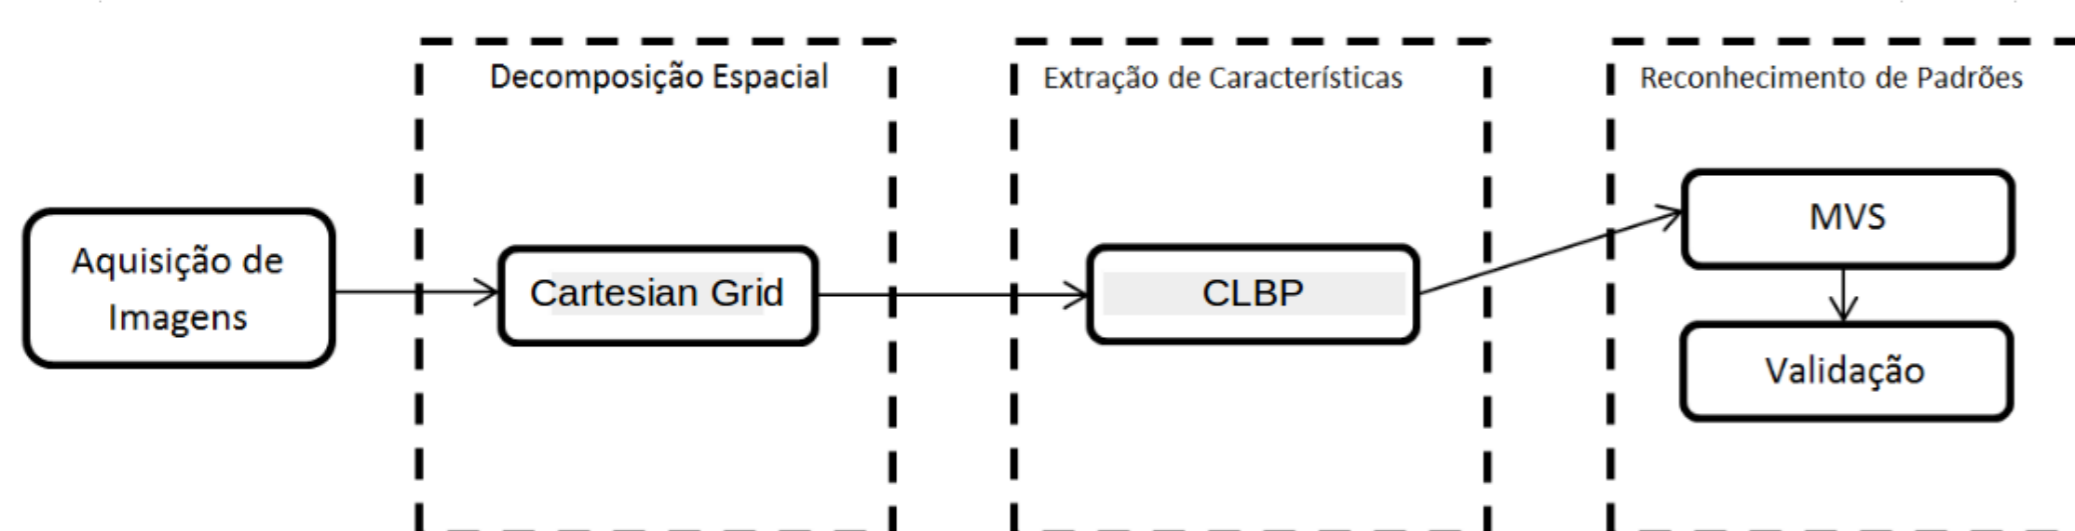 Decomposição Espacial
Extração de Características
Reconhecimento de Padrões
Aquisição de
Imagens
Cartesian Grid
CLBP
MVS
Validação